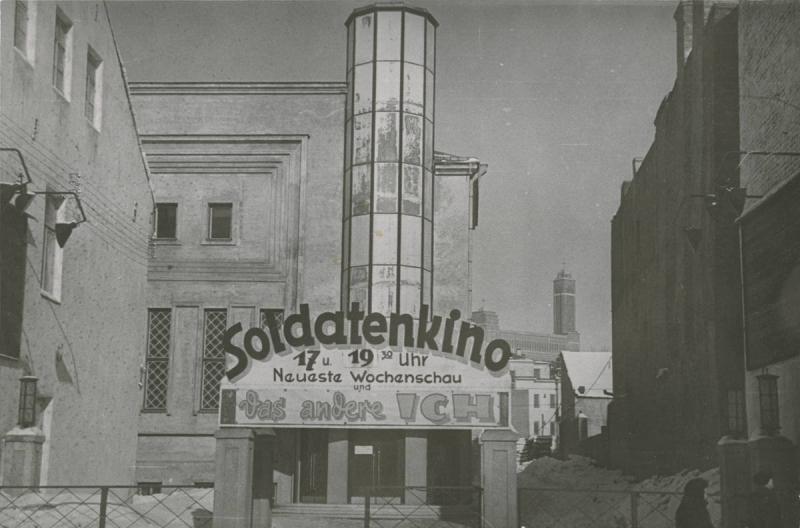 Soldatenkino
17 u. 19 30 Uhr
Neueste Wochenschau
und
das andere ICH